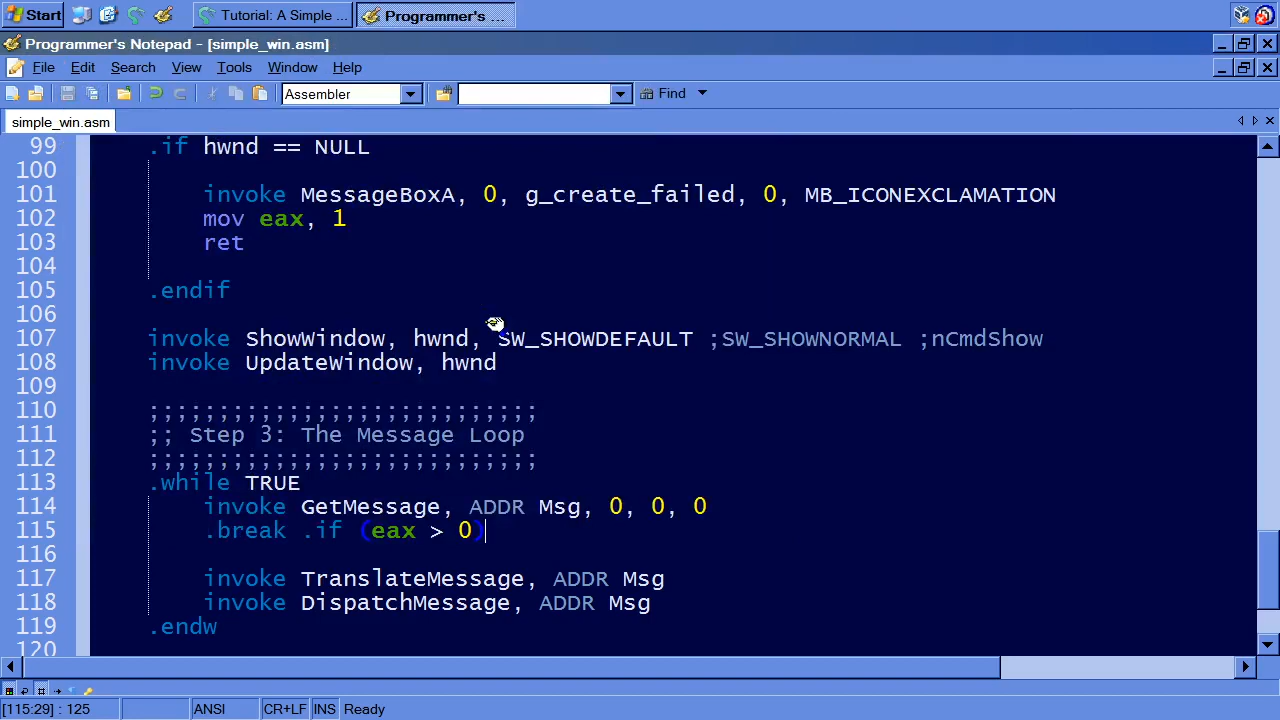 Start Tutorial: A Simple ... Programmer's ...
Programmer's Notepad - [simple_win.asm]
File Edit Search View Tools Window Help
Assembler Find
simple_win.asm
99 .if hwnd == NULL
100
101 invoke MessageBoxA, 0, g_create_failed, 0, MB_ICONEXCLAMATION
102 mov eax, 1
103 ret
104
105 .endif
106
107 invoke ShowWindow, hwnd, SW_SHOWDEFAULT ;SW_SHOWNORMAL ;nCmdShow
108 invoke UpdateWindow, hwnd
109
110 ;;;;;;;;;;;;;;;;;;;;;;;;;;;;
111 ;; Step 3: The Message Loop
112 ;;;;;;;;;;;;;;;;;;;;;;;;;;;;
113 .while TRUE
114 invoke GetMessage, ADDR Msg, 0, 0, 0
115 .break .if (eax > 0)
116
117 invoke TranslateMessage, ADDR Msg
118 invoke DispatchMessage, ADDR Msg
119 .endw
120
[115:29] : 125 ANSI CR+LF INS Ready